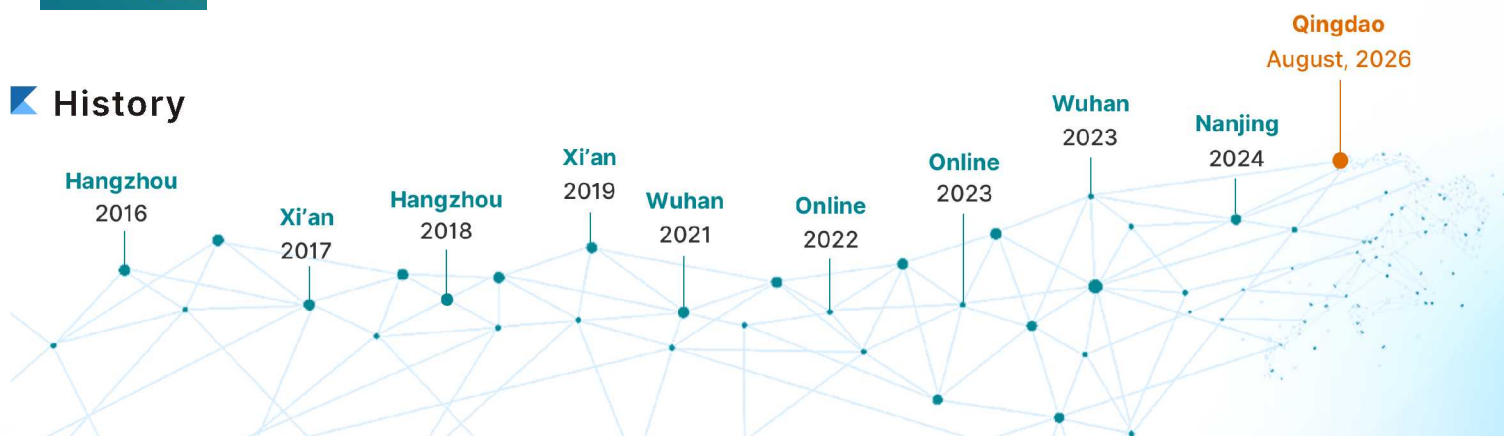 History
Hangzhou
2016
Xi’an
2017
Hangzhou
2018
Xi’an
2019
Wuhan
2021
Online
2022
Online
2023
Wuhan
2023
Nanjing
2024
Qingdao
August, 2026